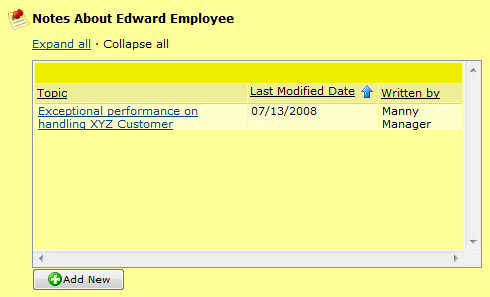 Notes About Edward Employee
Expand all · Collapse all
Topic Last Modified Date Written by
Exceptional performance on 07/13/2008 Manny
handling XYZ Customer Manager
Add New